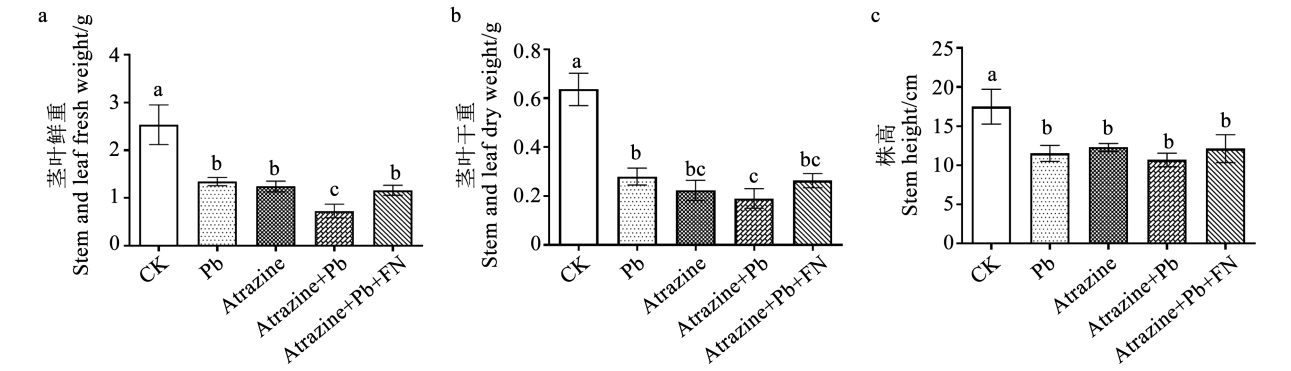 a
茎叶鲜重
Stem and leaf fresh weight/g
4
3
2
1
0
a
b
b
c
b
CK
Pb
Atrazine
Atrazine+Pb
Atrazine+Pb+FN
b
茎叶干重
Stem and leaf dry weight/g
0.8
0.6
0.4
0.2
0
a
b
bc
c
bc
CK
Pb
Atrazine
Atrazine+Pb
Atrazine+Pb+FN
c
株高
Stem height/cm
25
20
15
10
5
0
a
b
b
b
b
CK
Pb
Atrazine
Atrazine+Pb
Atrazine+Pb+FN